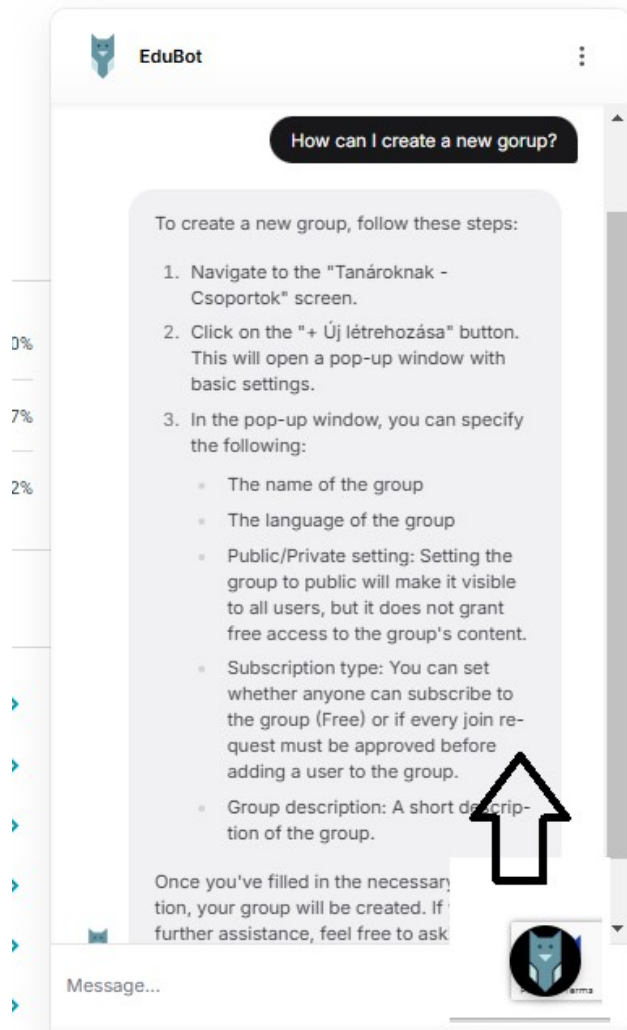 EduBot
How can I create a new gorup?
To create a new group, follow these steps:
1. Navigate to the "Tanároknak -
Csoportok" screen.
2. Click on the "+ Új létrehozása" button.
This will open a pop-up window with
basic settings.
3. In the pop-up window, you can specify
the following:
The name of the group
The language of the group
Public/Private setting: Setting the
group to public will make it visible
to all users, but it does not grant
free access to the group's content.
Subscription type: You can set
whether anyone can subscribe to
the group (Free) or if every join re-
quest must be approved before
adding a user to the group.
Group description: A short descrip-
tion of the group.
Once you've filled in the necessary
tion, your group will be created. If
further assistance, feel free to ask
Message...
0%
7%
2%